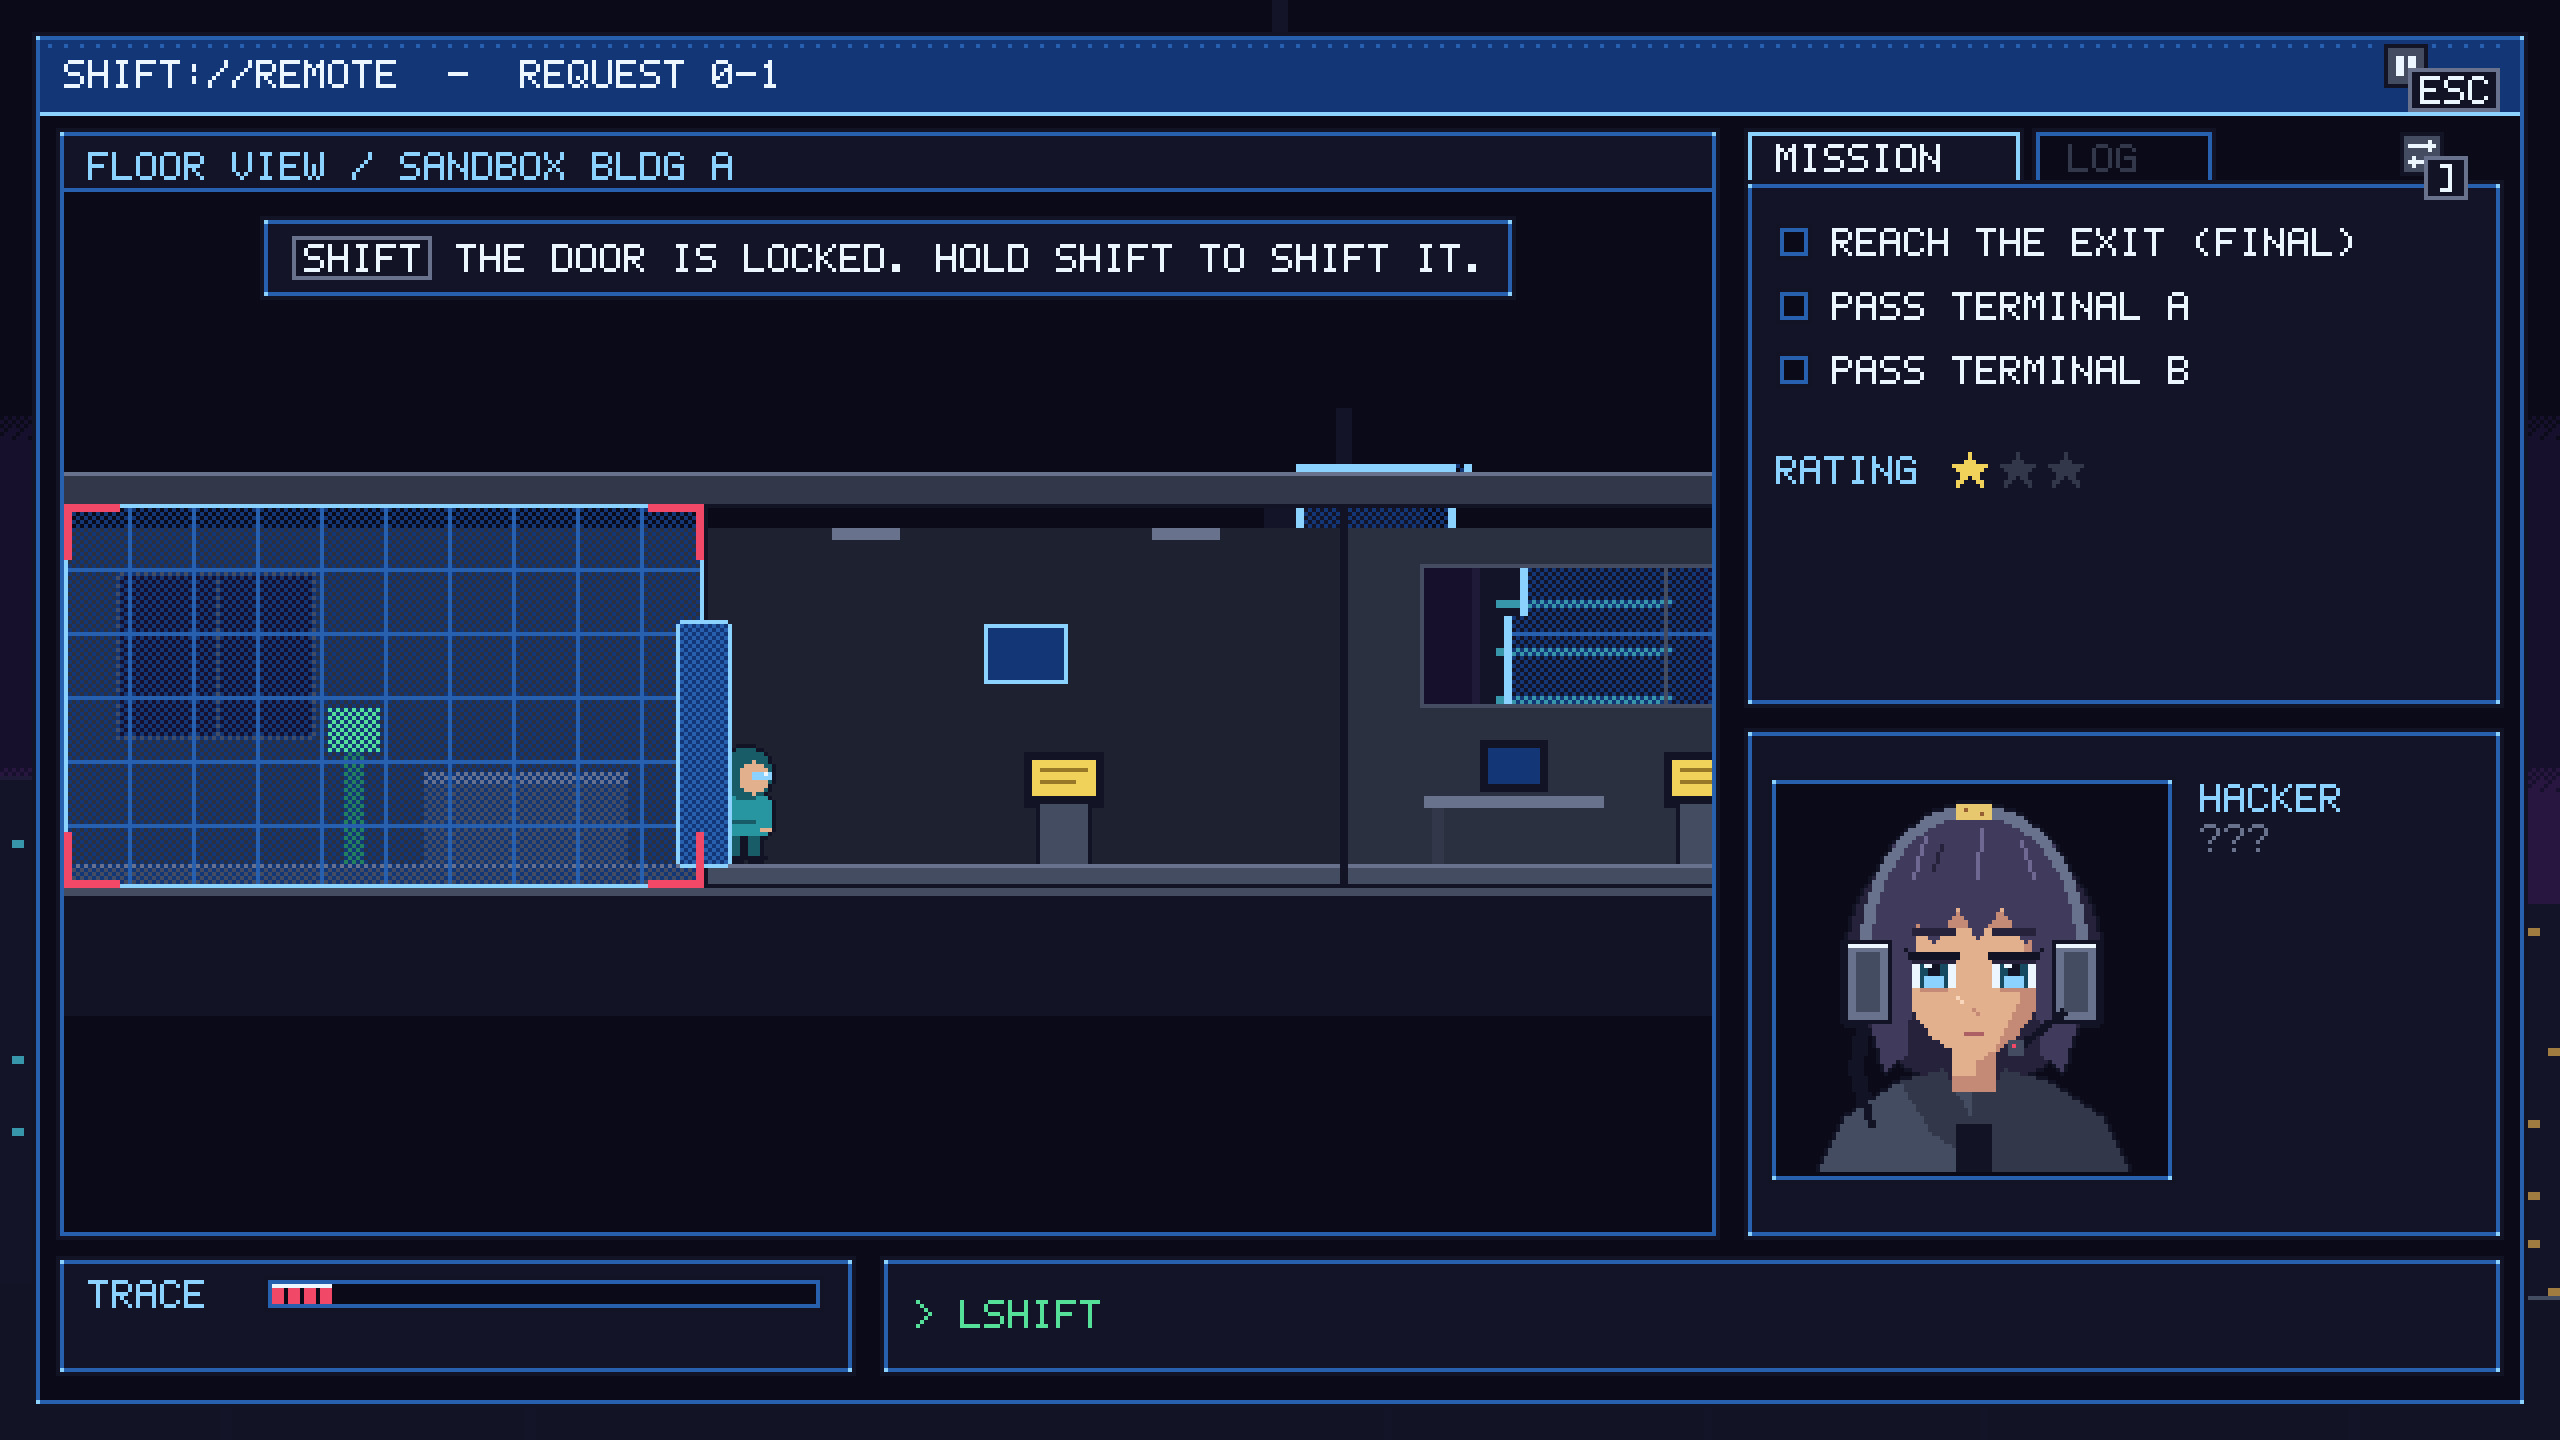 SHIFT://REMOTE - REQUEST 0-1
ESC
FLOOR VIEW / SANDBOX BLDG A
SHIFT THE DOOR IS LOCKED. HOLD SHIFT TO SHIFT IT.
MISSION
LOG
]
REACH THE EXIT (FINAL)
PASS TERMINAL A
PASS TERMINAL B
RATING
HACKER
???
TRACE
> LSHIFT